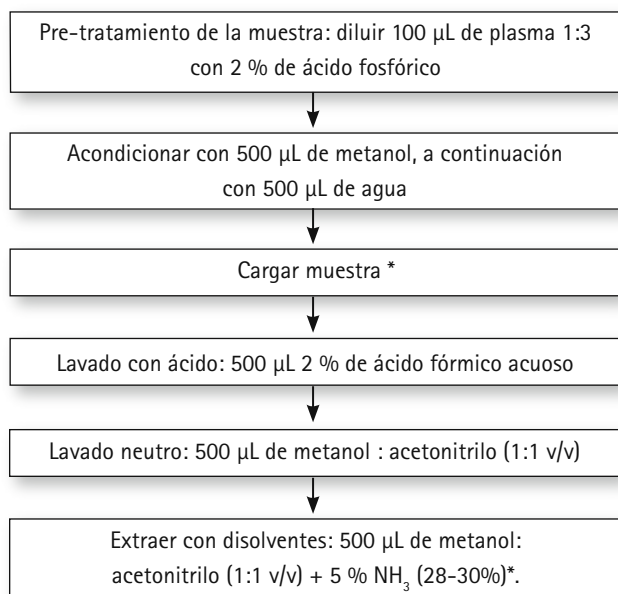 Pre-tratamiento de la muestra: diluir 100 µL de plasma 1:3
con 2 % de ácido fosfórico
Acondicionar con 500 µL de metanol, a continuación
con 500 µL de agua
Cargar muestra *
Lavado con ácido: 500 µL 2 % de ácido fórmico acuoso
Lavado neutro: 500 µL de metanol : acetonitrilo (1:1 v/v)
Extraer con disolventes: 500 µL de metanol:
acetonitrilo (1:1 v/v) + 5 % NH₃ (28-30%)*.